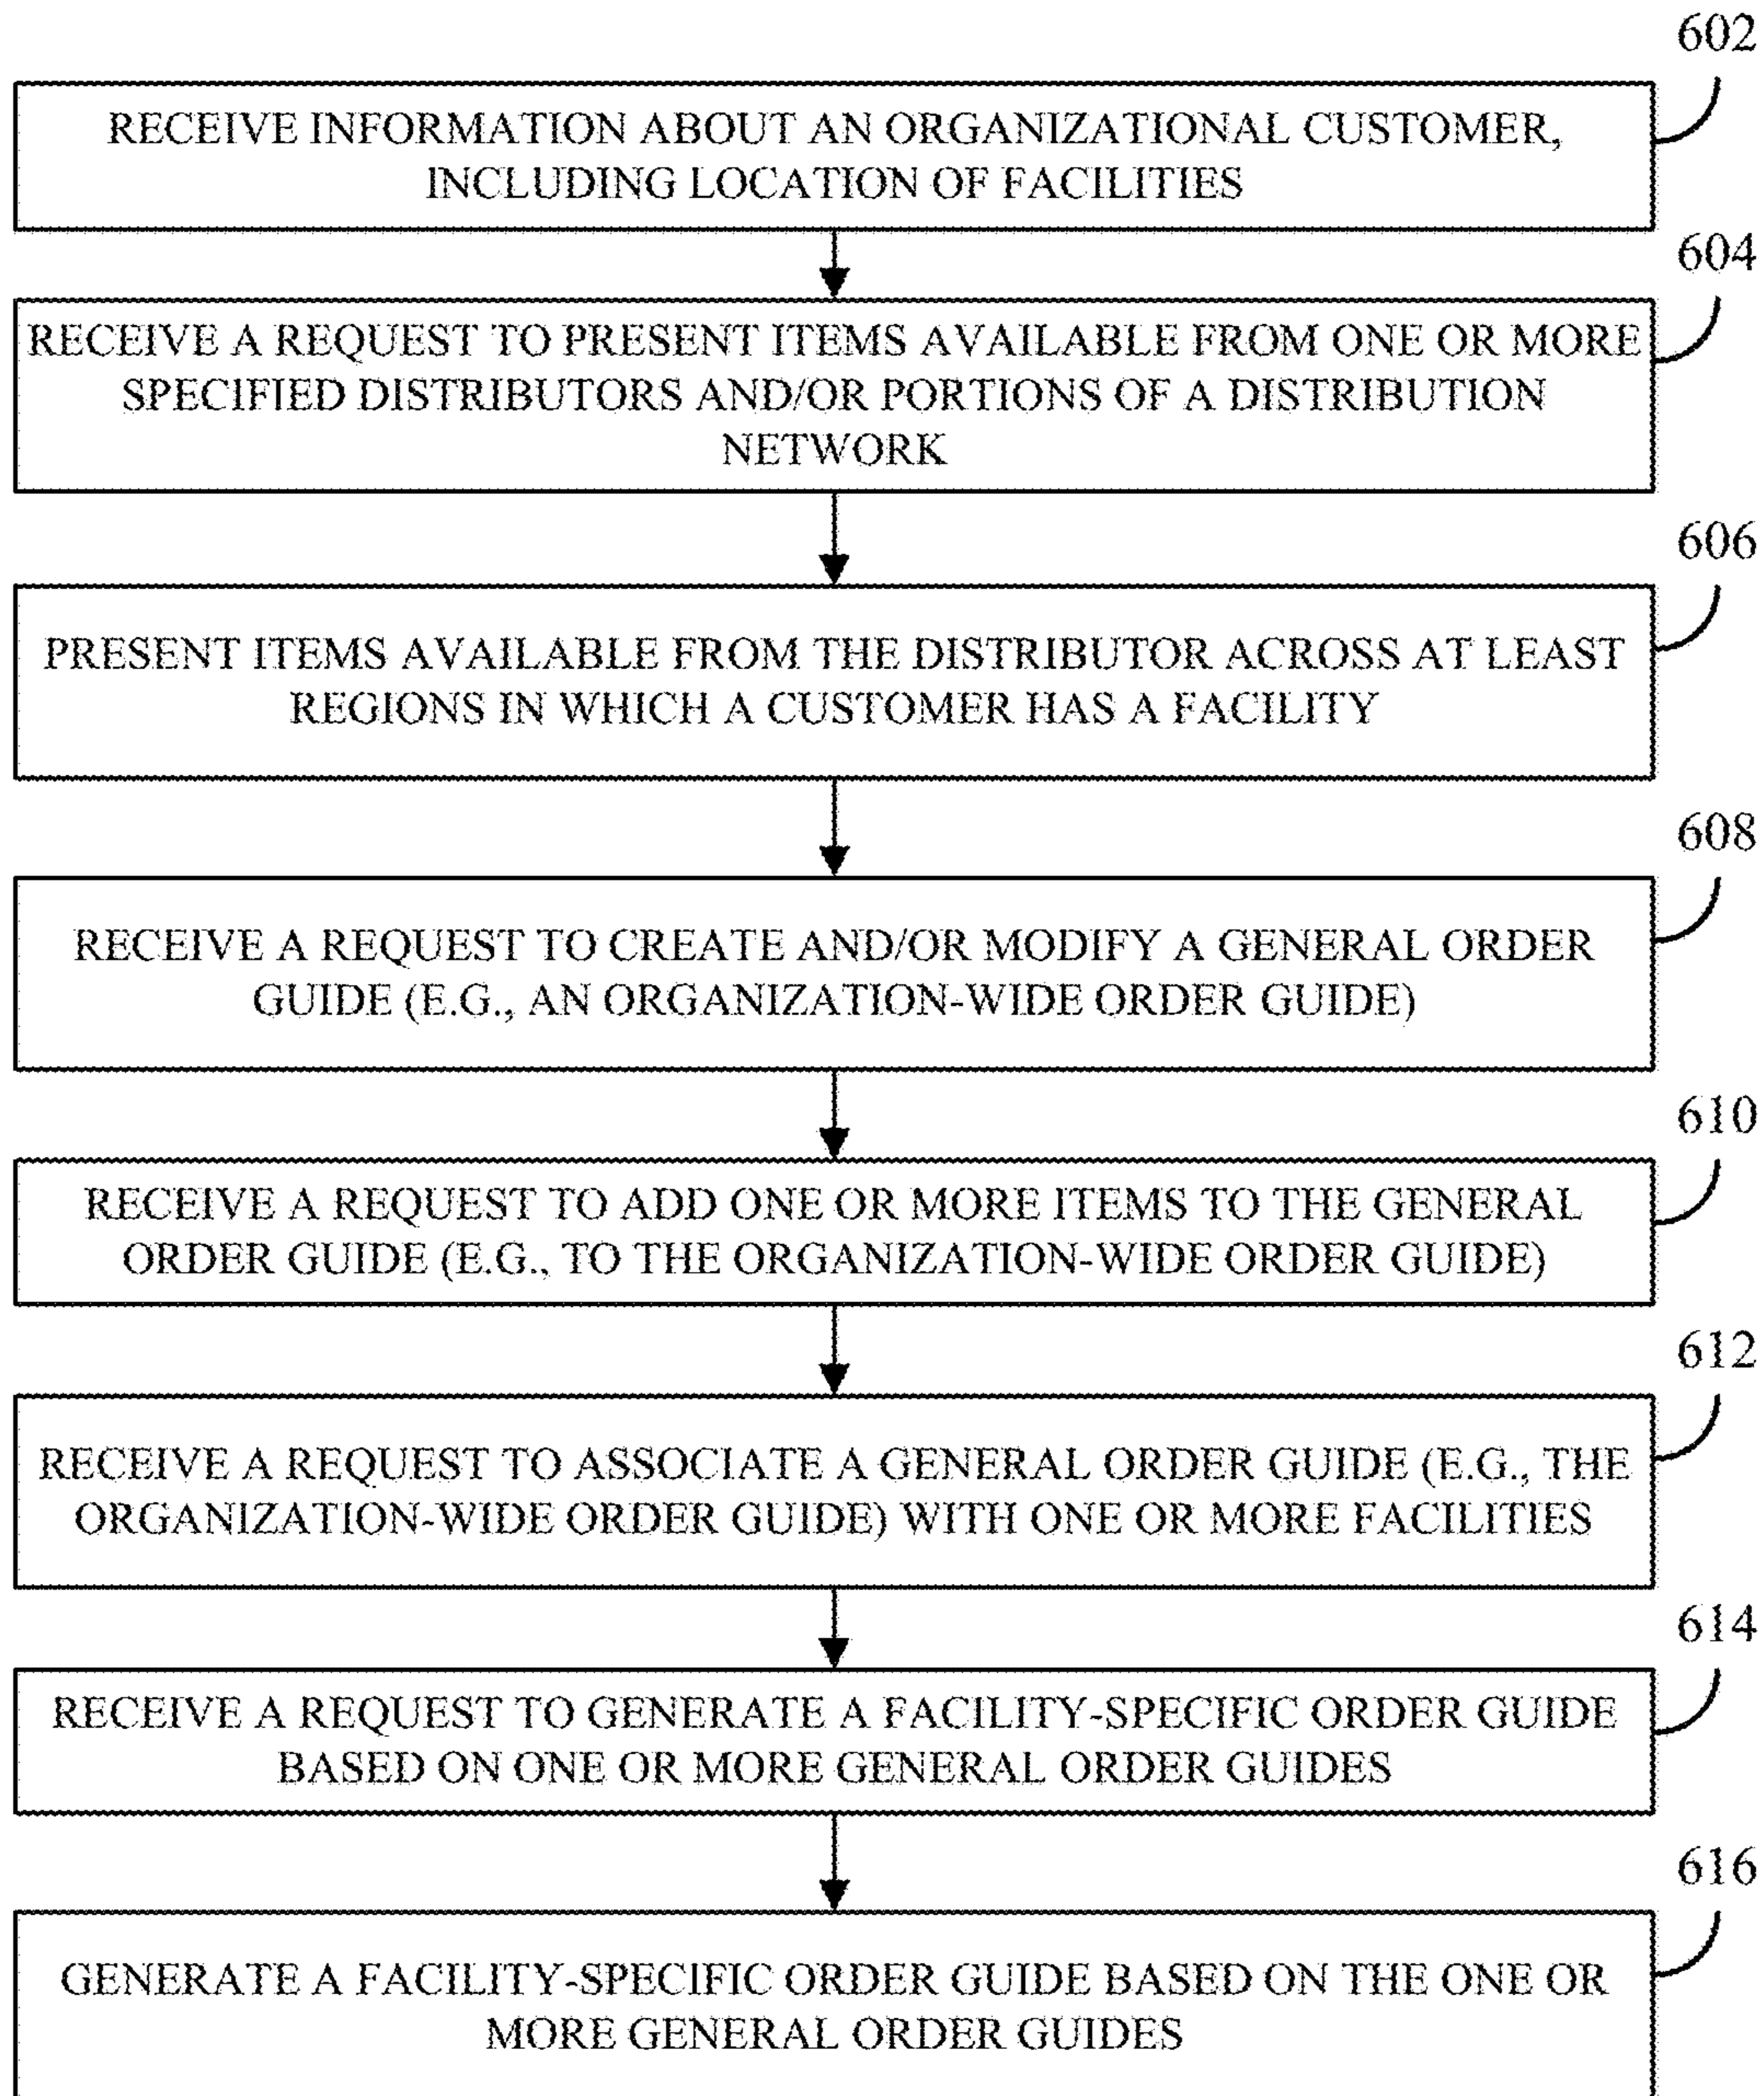 602
RECEIVE INFORMATION ABOUT AN ORGANIZATIONAL CUSTOMER,
INCLUDING LOCATION OF FACILITIES
604
RECEIVE A REQUEST TO PRESENT ITEMS AVAILABLE FROM ONE OR MORE
SPECIFIED DISTRIBUTORS AND/OR PORTIONS OF A DISTRIBUTION
NETWORK
606
PRESENT ITEMS AVAILABLE FROM THE DISTRIBUTOR ACROSS AT LEAST
REGIONS IN WHICH A CUSTOMER HAS A FACILITY
608
RECEIVE A REQUEST TO CREATE AND/OR MODIFY A GENERAL ORDER
GUIDE (E.G., AN ORGANIZATION-WIDE ORDER GUIDE)
610
RECEIVE A REQUEST TO ADD ONE OR MORE ITEMS TO THE GENERAL
ORDER GUIDE (E.G., TO THE ORGANIZATION-WIDE ORDER GUIDE)
612
RECEIVE A REQUEST TO ASSOCIATE A GENERAL ORDER GUIDE (E.G., THE
ORGANIZATION-WIDE ORDER GUIDE) WITH ONE OR MORE FACILITIES
614
RECEIVE A REQUEST TO GENERATE A FACILITY-SPECIFIC ORDER GUIDE
BASED ON ONE OR MORE GENERAL ORDER GUIDES
616
GENERATE A FACILITY-SPECIFIC ORDER GUIDE BASED ON THE ONE OR
MORE GENERAL ORDER GUIDES